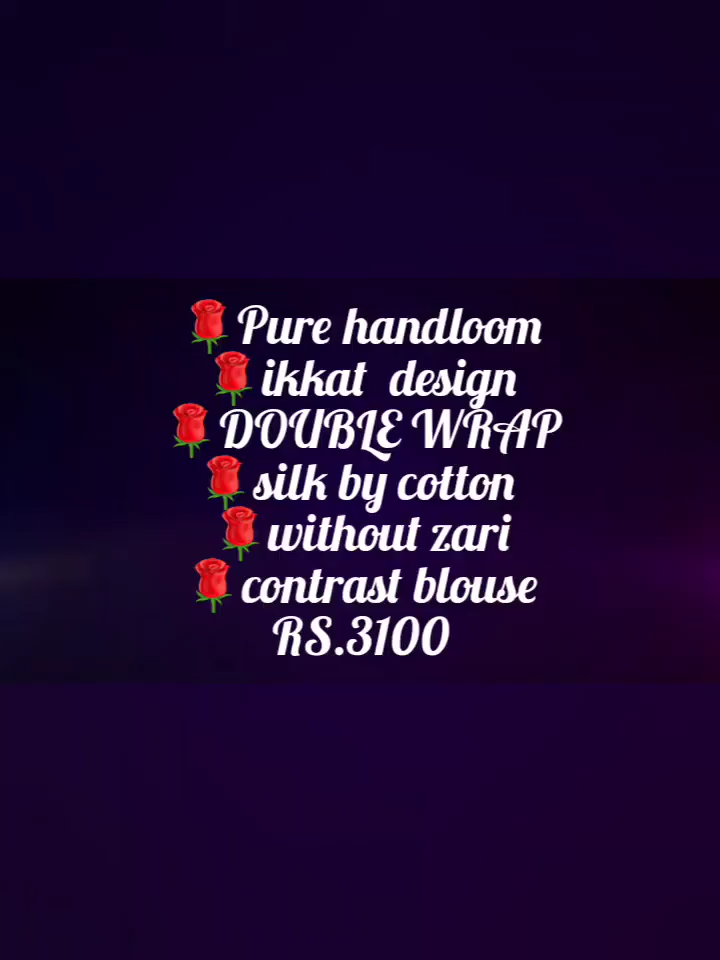 🌹Pure handloom
🌹ikkat design
🌹DOUBLE WRAP
🌹silk by cotton
🌹without zari
🌹contrast blouse
RS.3100